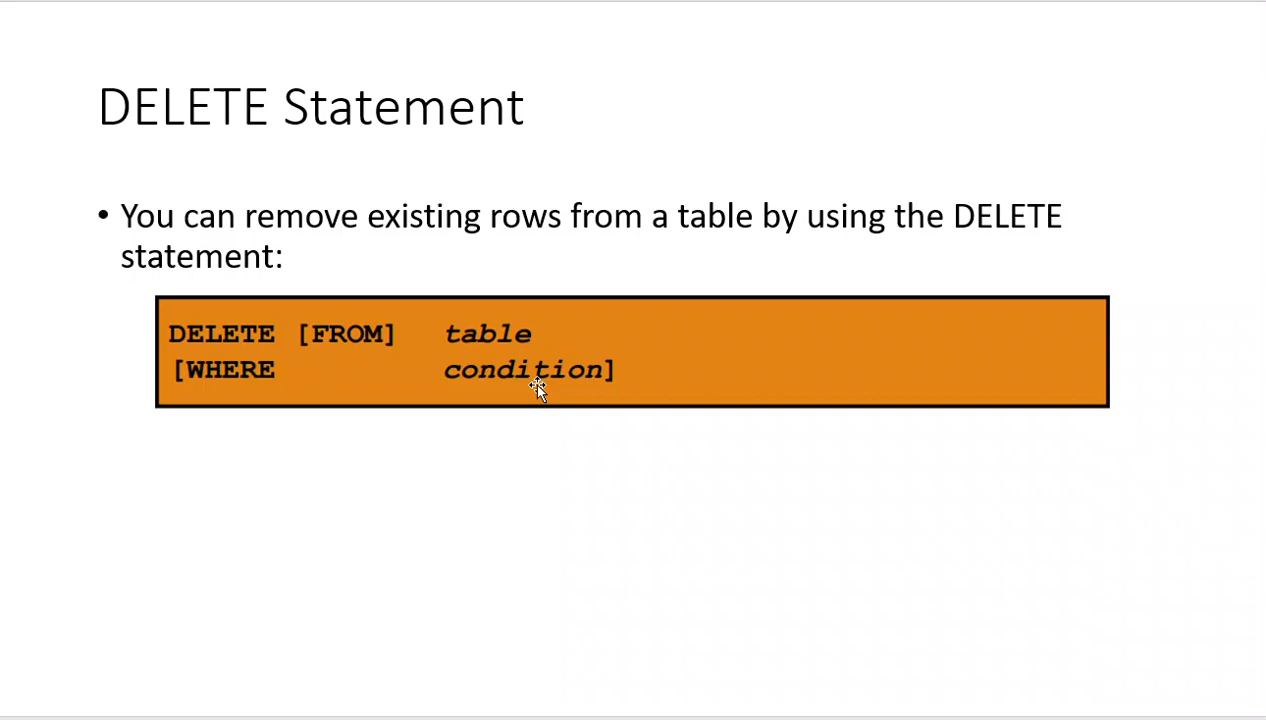 DELETE Statement
• You can remove existing rows from a table by using the DELETE
statement:
DELETE [FROM] table
[WHERE condition]